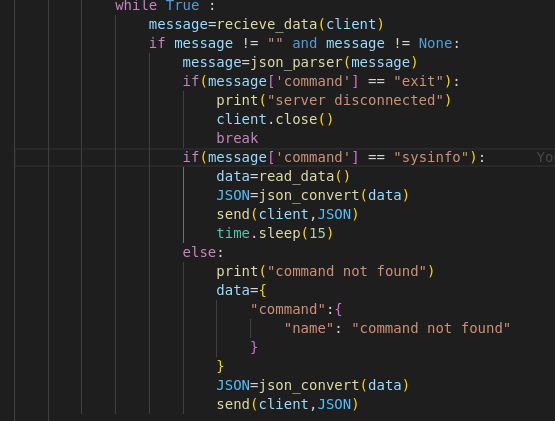 while True :
message=recieve_data(client)
if message != "" and message != None:
message=json_parser(message)
if(message['command'] == "exit"):
print("server disconnected")
client.close()
break
if(message['command'] == "sysinfo"): Yo
data=read_data()
JSON=json_convert(data)
send(client,JSON)
time.sleep(15)
else:
print("command not found")
data={
"command":{
"name": "command not found"
}
}
JSON=json_convert(data)
send(client,JSON)